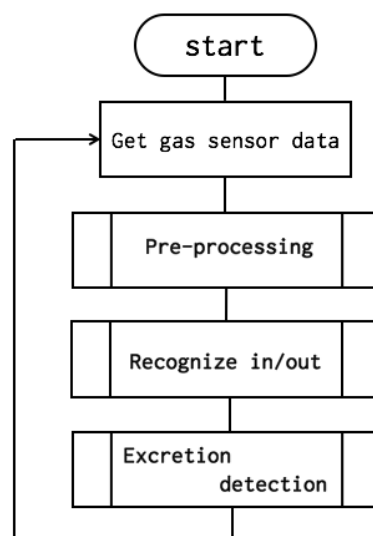 start
Get gas sensor data
Pre-processing
Recognize in/out
Excretion
detection